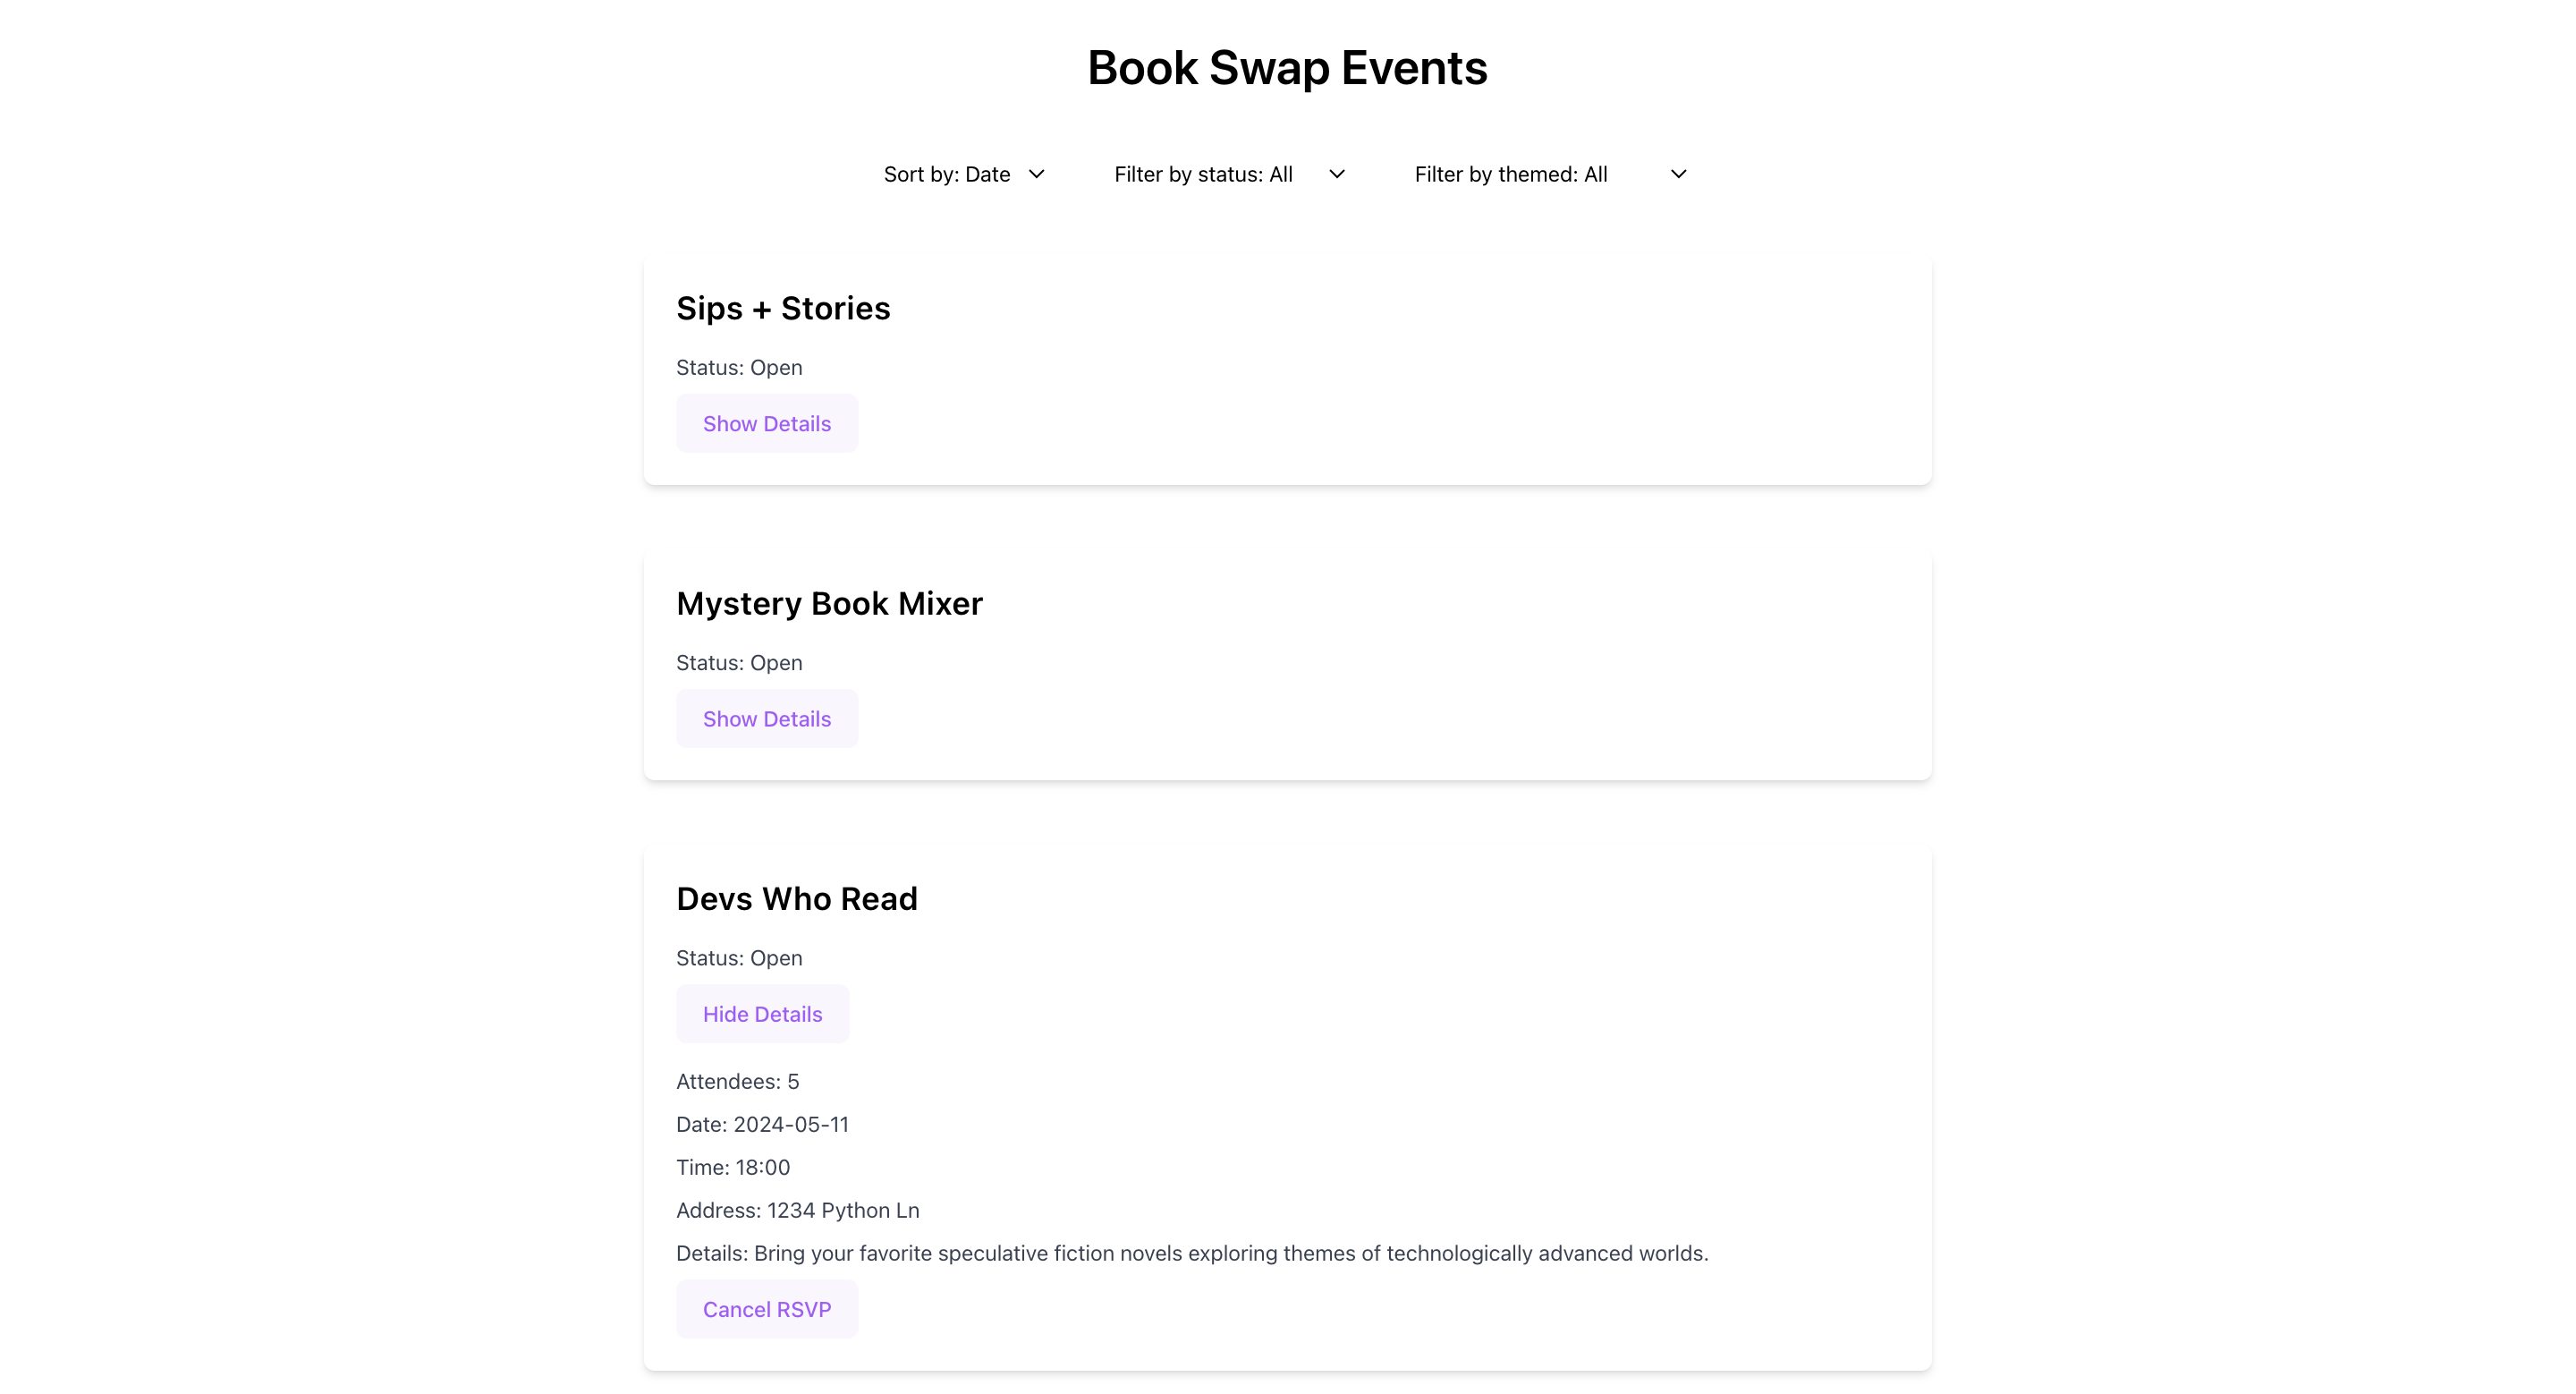 Book Swap Events
Sort by: Date Filter by status: All Filter by themed: All
Sips + Stories
Status: Open
Show Details
Mystery Book Mixer
Status: Open
Show Details
Devs Who Read
Status: Open
Hide Details
Attendees: 5
Date: 2024-05-11
Time: 18:00
Address: 1234 Python Ln
Details: Bring your favorite speculative fiction novels exploring themes of technologically advanced worlds.
Cancel RSVP